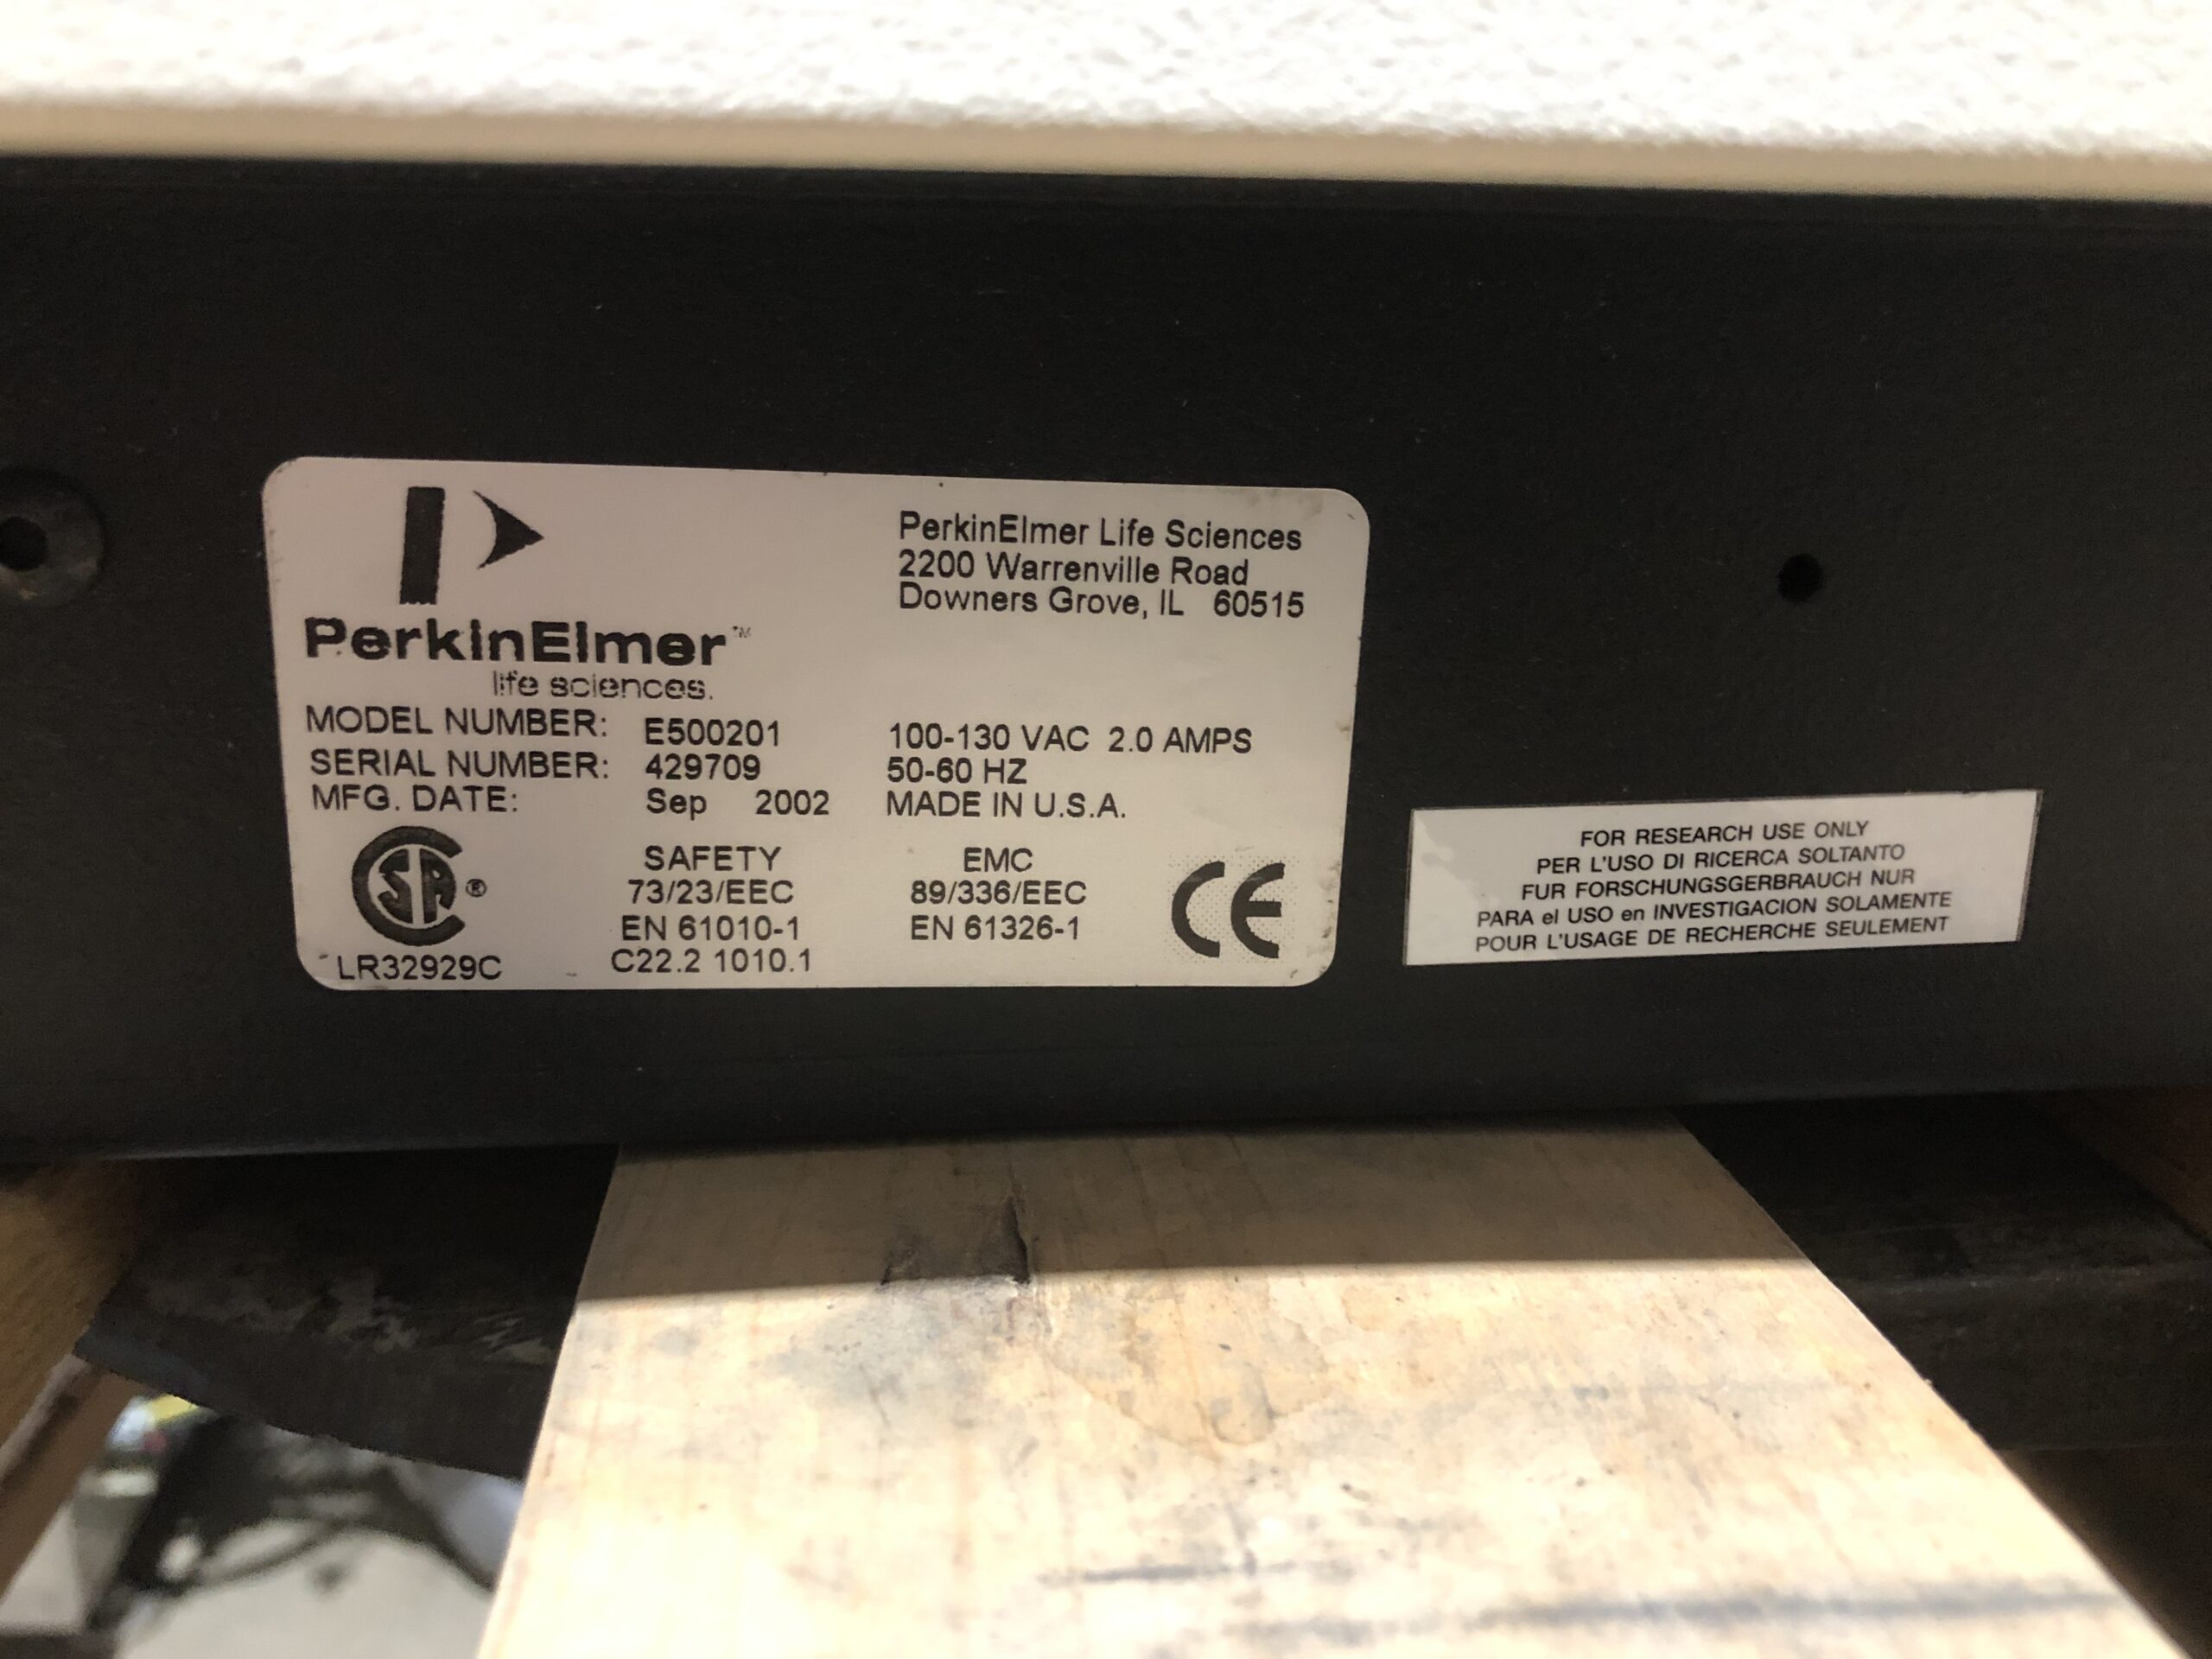 PerkinElmer™
life sciences.
PerkinElmer Life Sciences
2200 Warrenville Road
Downers Grove, IL 60515
MODEL NUMBER: E500201
SERIAL NUMBER: 429709
MFG. DATE: Sep 2002
100-130 VAC 2.0 AMPS
50-60 HZ
MADE IN U.S.A.
SA ®
LR32929C
SAFETY
73/23/EEC
EN 61010-1
C22.2 1010.1
EMC
89/336/EEC
EN 61326-1
CE
FOR RESEARCH USE ONLY
PER L'USO DI RICERCA SOLTANTO
FUR FORSCHUNGSGERBRAUCH NUR
PARA el USO en INVESTIGACION SOLAMENTE
POUR L'USAGE DE RECHERCHE SEULEMENT